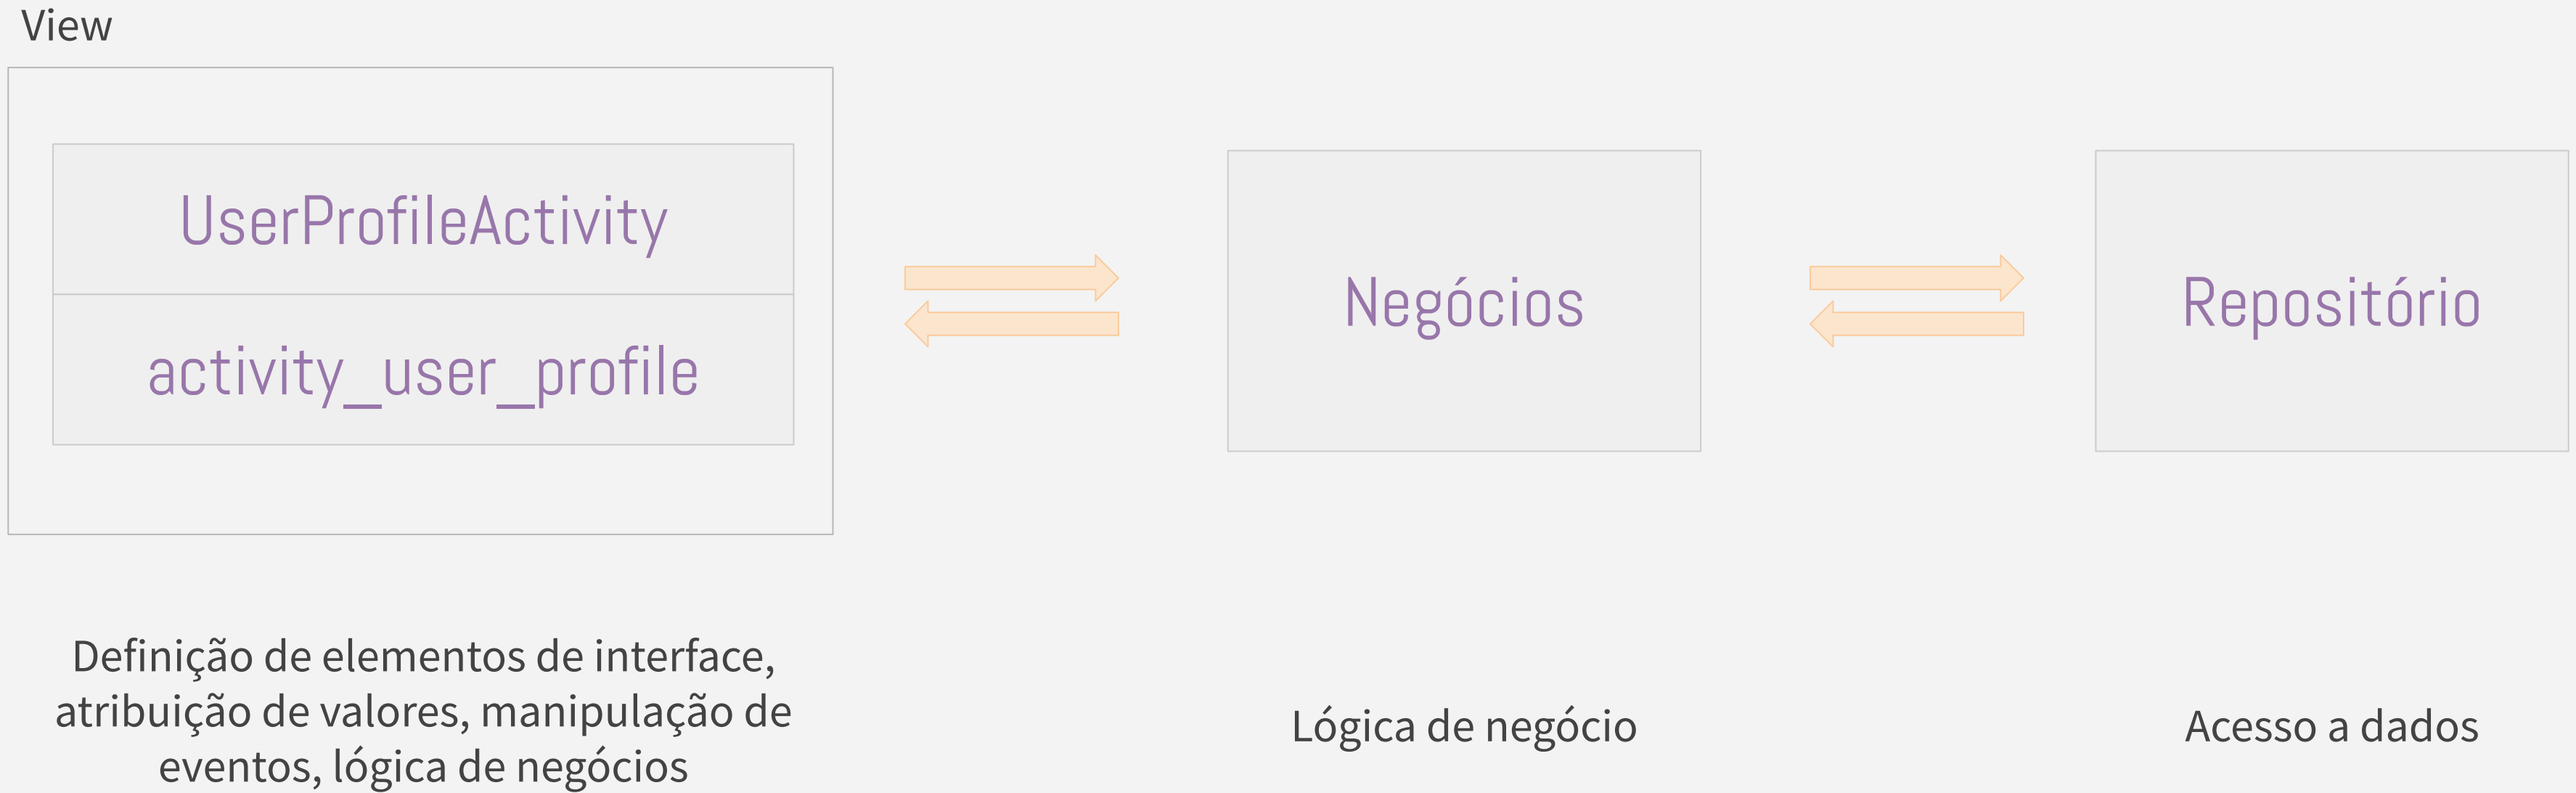 View
UserProfileActivity
activity_user_profile
Negócios
Repositório
Definição de elementos de interface,
atribuição de valores, manipulação de
eventos, lógica de negócios
Lógica de negócio
Acesso a dados